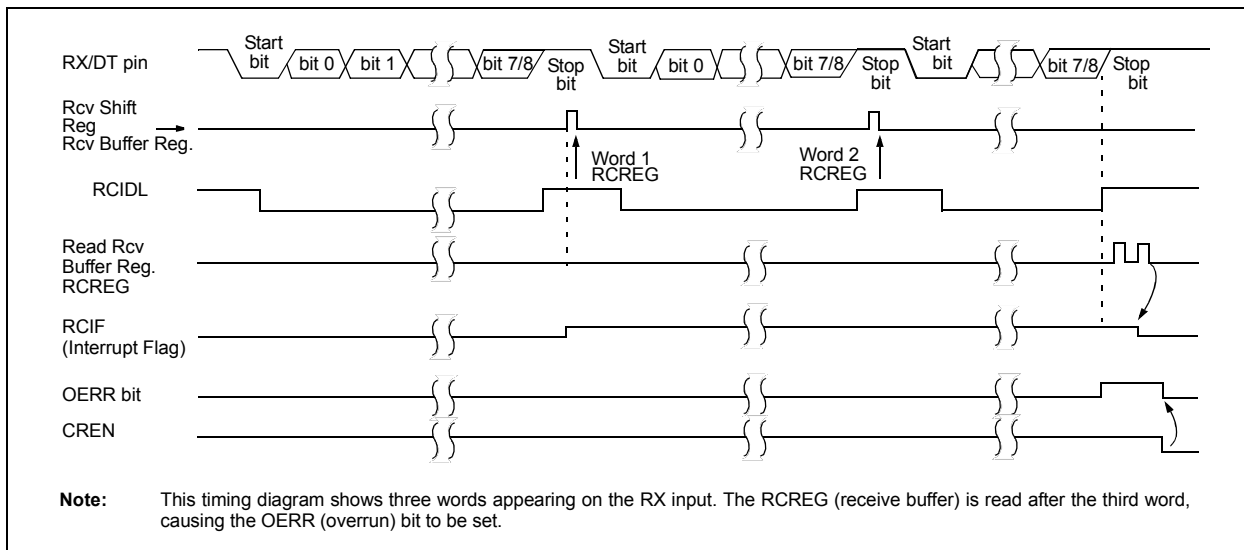 RX/DT pin
Start bit
bit 0
bit 1
bit 7/8
Stop bit
Start bit
bit 0
bit 7/8
Stop bit
Start bit
bit 7/8
Stop bit
Rcv Shift
Reg
Rcv Buffer Reg.
Word 1
RCREG
Word 2
RCREG
RCIDL
Read Rcv
Buffer Reg.
RCREG
RCIF
(Interrupt Flag)
OERR bit
CREN
Note: This timing diagram shows three words appearing on the RX input. The RCREG (receive buffer) is read after the third word,
causing the OERR (overrun) bit to be set.